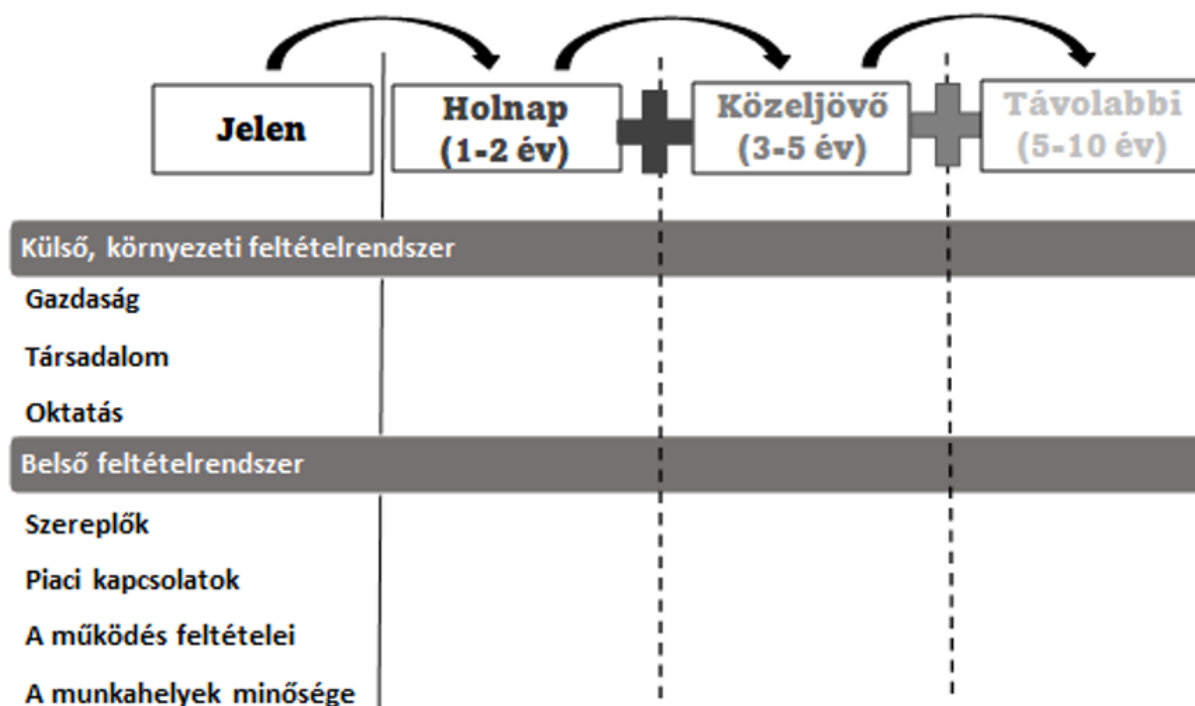 Jelen
Holnap
(1-2 év)
Közeljövő
(3-5 év)
Távolabbi
(5-10 év)
Külső, környezeti feltételrendszer
Gazdaság
Társadalom
Oktatás
Belső feltételrendszer
Szereplők
Piaci kapcsolatok
A működés feltételei
A munkahelyek minősége